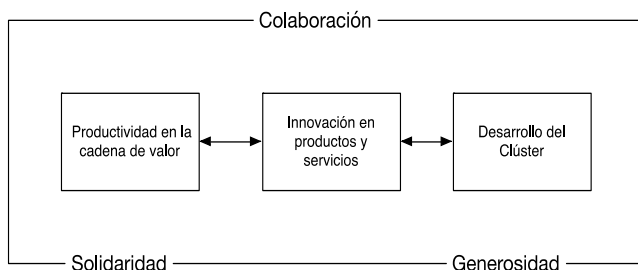 Colaboración
Productividad en la
cadena de valor
Innovación en
productos y
servicios
Desarrollo del
Clúster
Solidaridad
Generosidad